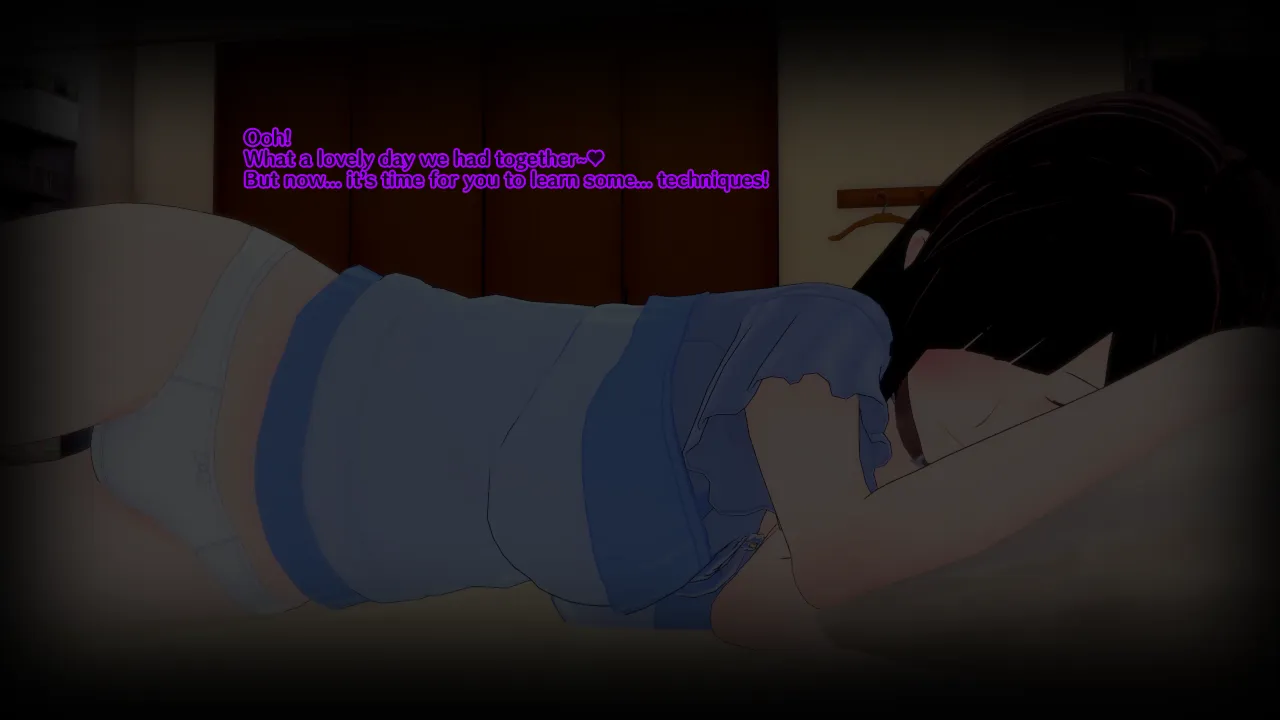 Ooh!
What a lovely day we had together~♥
But now... it's time for you to learn some... techniques!